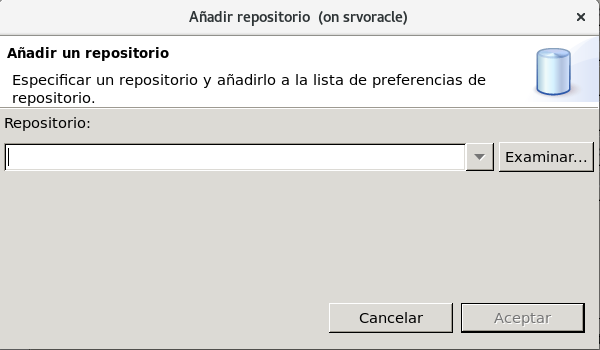 Añadir repositorio  (on srvoracle)
Añadir un repositorio
Especificar un repositorio y añadirlo a la lista de preferencias de
repositorio.
Repositorio:
Examinar...
Cancelar
Aceptar